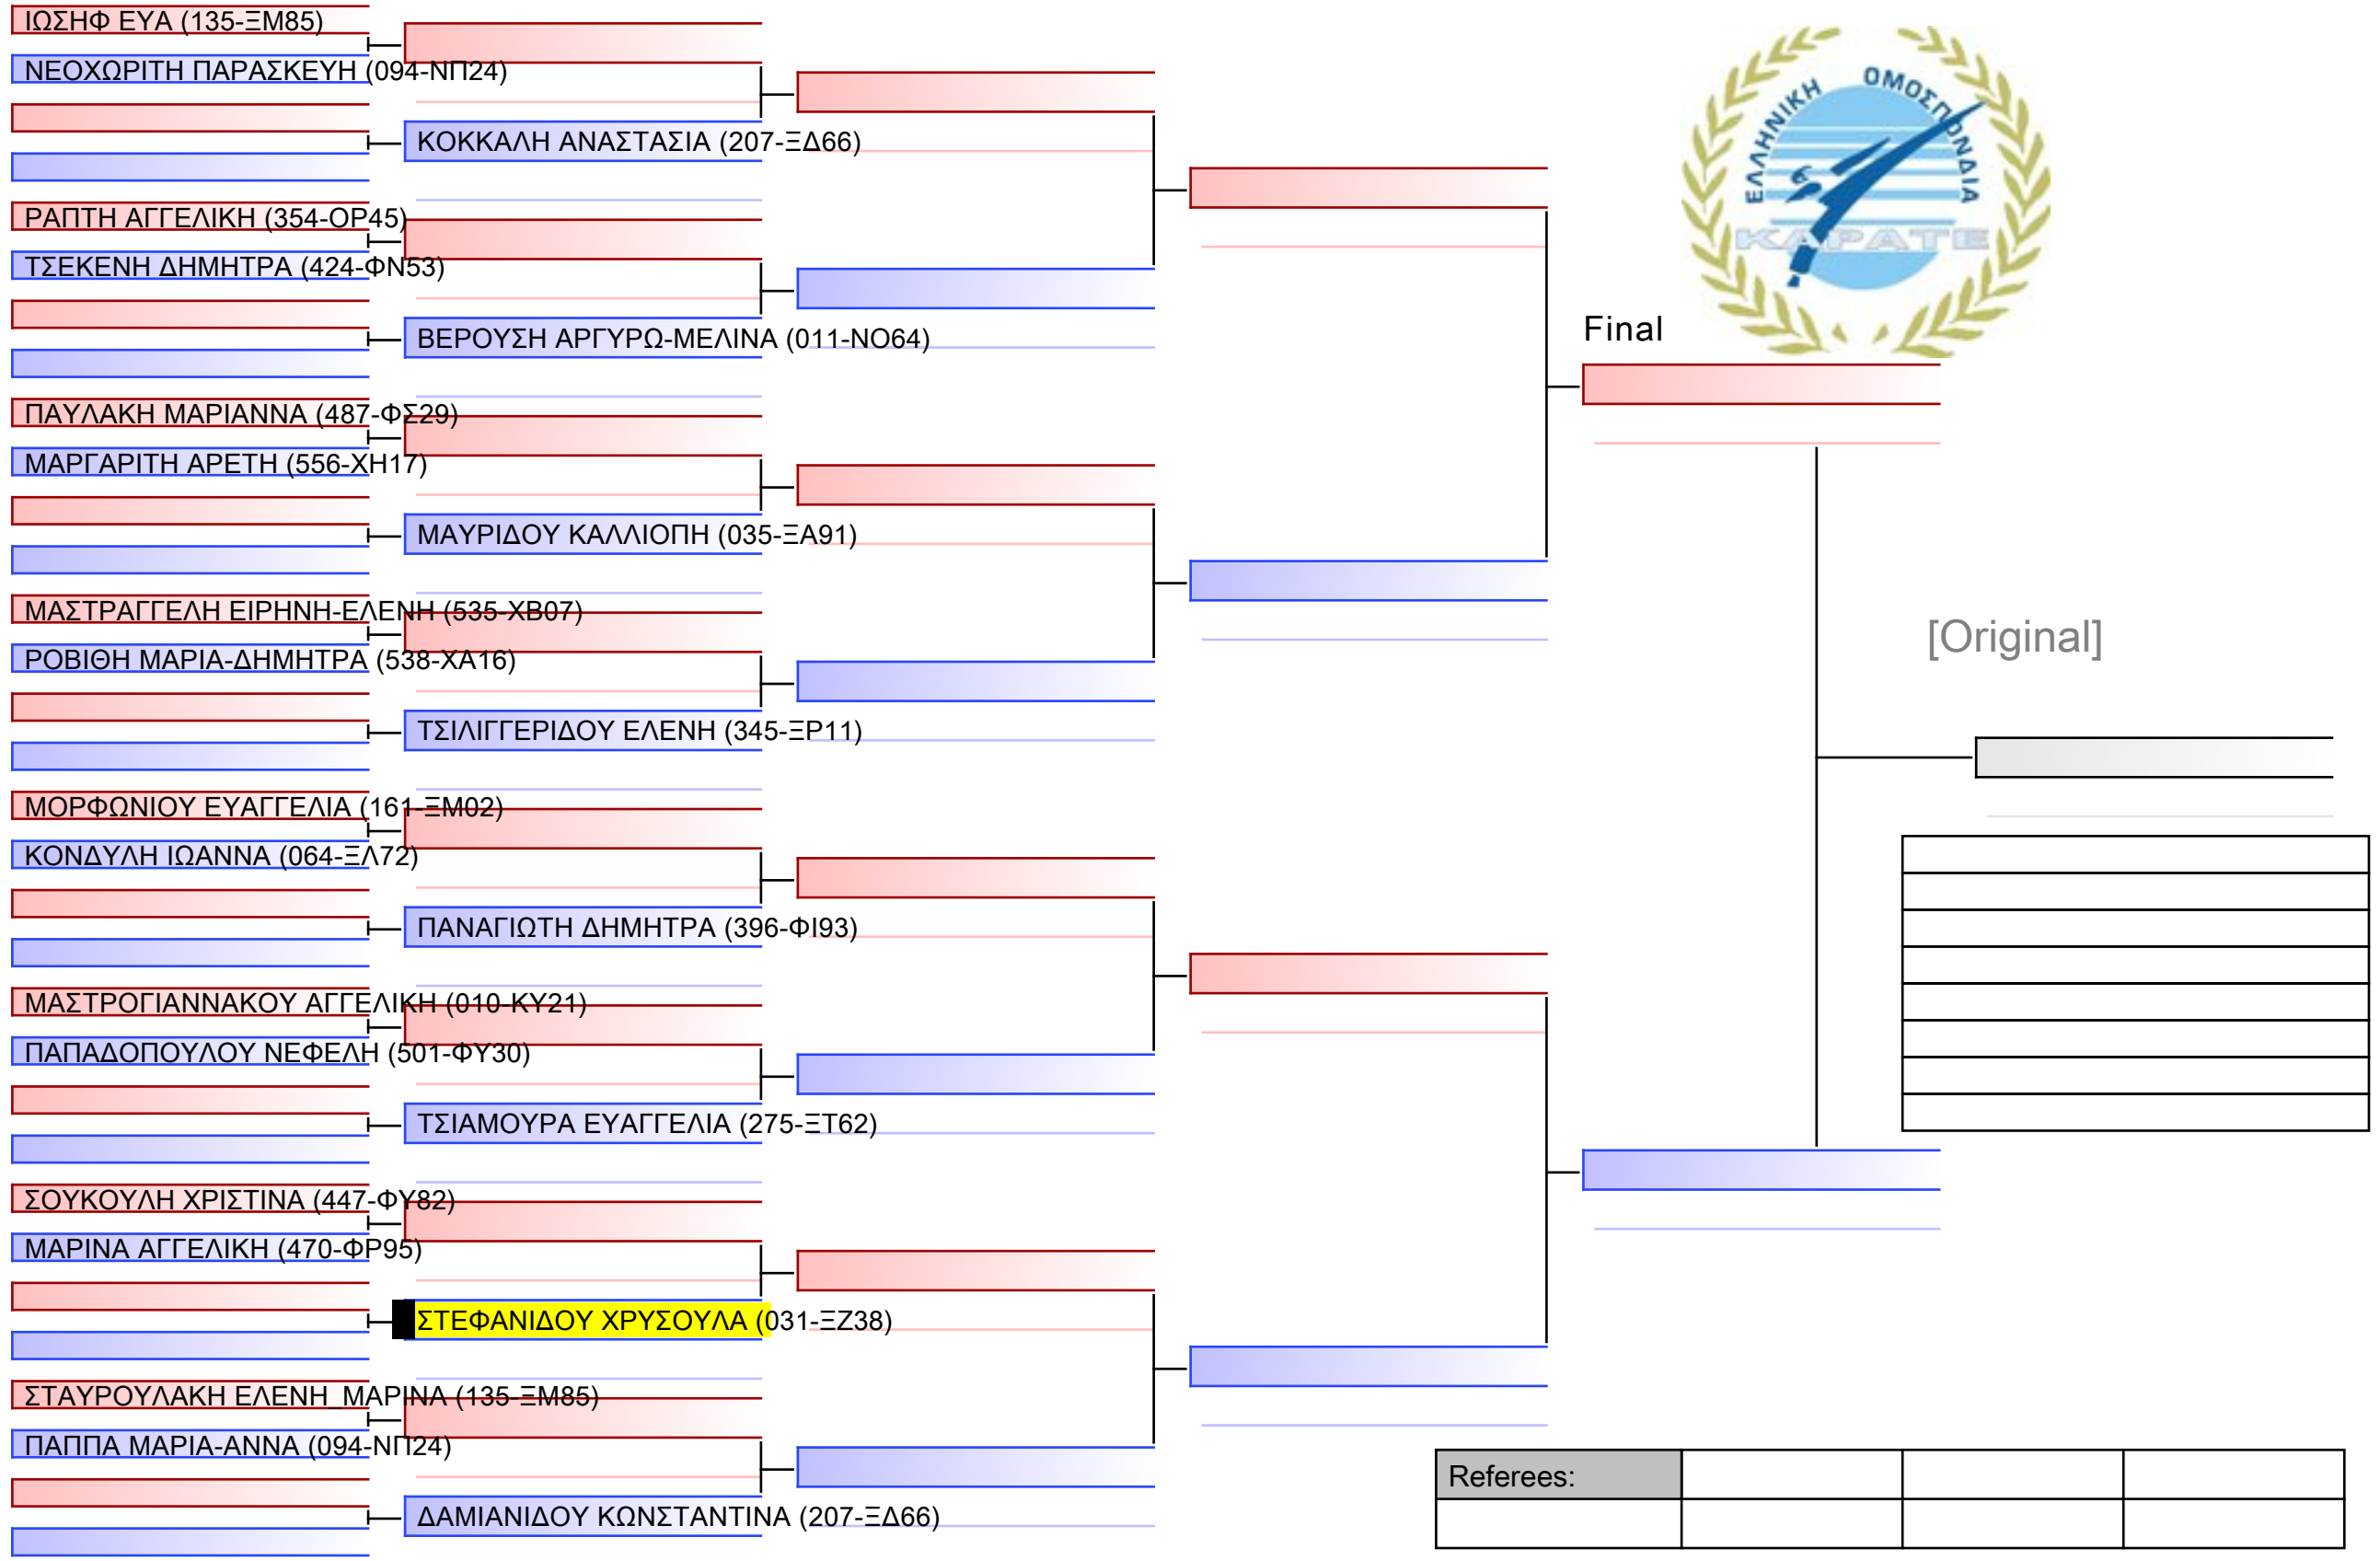 ΙΩΣΗΦ ΕΥΑ (135-ΞΜ85)
ΝΕΟΧΩΡΙΤΗ ΠΑΡΑΣΚΕΥΗ (094-ΝΠ24)
ΚΟΚΚΑΛΗ ΑΝΑΣΤΑΣΙΑ (207-ΞΔ66)
ΡΑΠΤΗ ΑΓΓΕΛΙΚΗ (354-ΟΡ45)
ΤΣΕΚΕΝΗ ΔΗΜΗΤΡΑ (424-ΦΝ53)
ΒΕΡΟΥΣΗ ΑΡΓΥΡΩ-ΜΕΛΙΝΑ (011-ΝΟ64)
ΠΑΥΛΑΚΗ ΜΑΡΙΑΝΝΑ (487-ΦΣ29)
ΜΑΡΓΑΡΙΤΗ ΑΡΕΤΗ (556-ΧΗ17)
ΜΑΥΡΙΔΟΥ ΚΑΛΛΙΟΠΗ (035-ΞΑ91)
ΜΑΣΤΡΑΓΓΕΛΗ ΕΙΡΗΝΗ-ΕΛΕΝΗ (535-ΧΒ07)
ΡΟΒΙΘΗ ΜΑΡΙΑ-ΔΗΜΗΤΡΑ (538-ΧΑ16)
ΤΣΙΛΙΓΓΕΡΙΔΟΥ ΕΛΕΝΗ (345-ΞΡ11)
ΜΟΡΦΩΝΙΟΥ ΕΥΑΓΓΕΛΙΑ (161-ΞΜ02)
ΚΟΝΔΥΛΗ ΙΩΑΝΝΑ (064-ΞΛ72)
ΠΑΝΑΓΙΩΤΗ ΔΗΜΗΤΡΑ (396-ΦΙ93)
ΜΑΣΤΡΟΓΙΑΝΝΑΚΟΥ ΑΓΓΕΛΙΚΗ (010-ΚΥ21)
ΠΑΠΑΔΟΠΟΥΛΟΥ ΝΕΦΕΛΗ (501-ΦΥ30)
ΤΣΙΑΜΟΥΡΑ ΕΥΑΓΓΕΛΙΑ (275-ΞΤ62)
ΣΟΥΚΟΥΛΗ ΧΡΙΣΤΙΝΑ (447-ΦΥ82)
ΜΑΡΙΝΑ ΑΓΓΕΛΙΚΗ (470-ΦΡ95)
ΣΤΕΦΑΝΙΔΟΥ ΧΡΥΣΟΥΛΑ (031-ΞΖ38)
ΣΤΑΥΡΟΥΛΑΚΗ ΕΛΕΝΗ_ΜΑΡΙΝΑ (135-ΞΜ85)
ΠΑΠΠΑ ΜΑΡΙΑ-ΑΝΝΑ (094-ΝΠ24)
ΔΑΜΙΑΝΙΔΟΥ ΚΩΝΣΤΑΝΤΙΝΑ (207-ΞΔ66)
ΕΛΛΗΝΙΚΗ ΟΜΟΣΠΟΝΔΙΑ
ΚΑΡΑΤΕ
Final
[Original]
Referees: